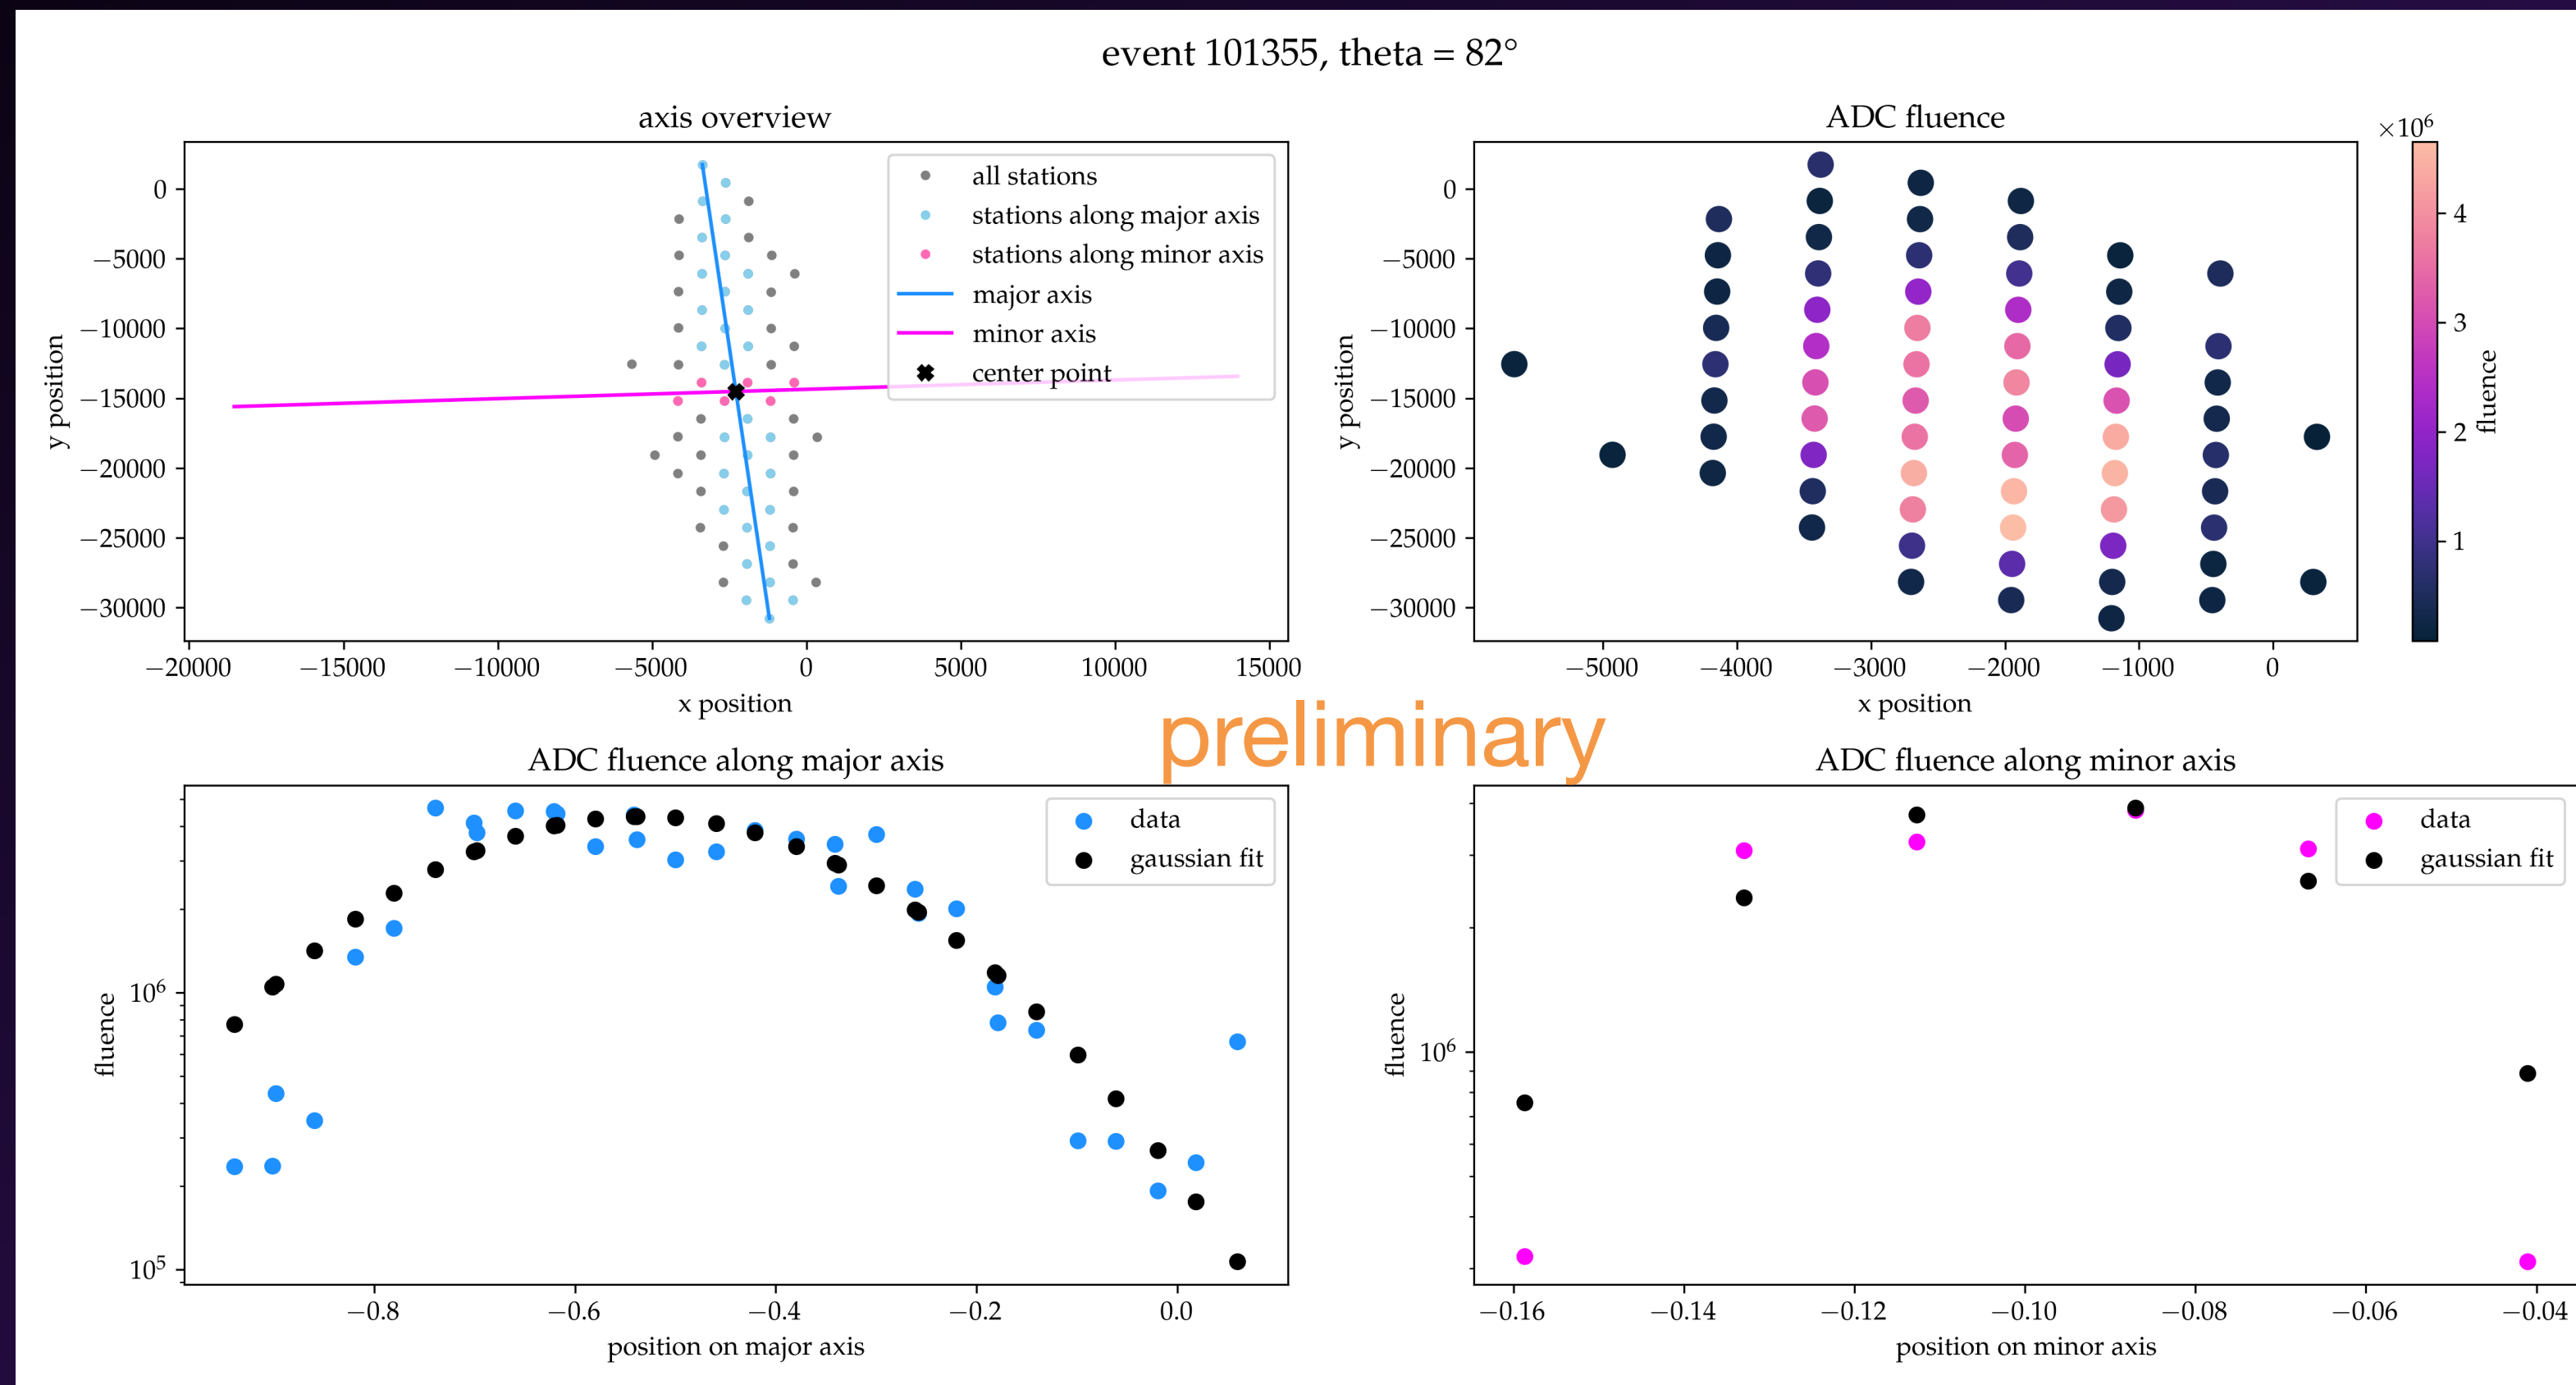 event 101355, theta = 82°
axis overview
all stations
stations along major axis
stations along minor axis
major axis
minor axis
center point
0
−5000
−10000
−15000
−20000
−25000
−30000
y position
−20000 −15000 −10000 −5000 0 5000 10000 15000
x position
ADC fluence
×10⁶
0
−5000
−10000
−15000
−20000
−25000
−30000
y position
−5000 −4000 −3000 −2000 −1000 0
x position
4
3
2
1
fluence
preliminary
ADC fluence along major axis
data
gaussian fit
10⁶
10⁵
fluence
−0.8 −0.6 −0.4 −0.2 0.0
position on major axis
ADC fluence along minor axis
data
gaussian fit
10⁶
fluence
−0.16 −0.14 −0.12 −0.10 −0.08 −0.06 −0.04
position on minor axis